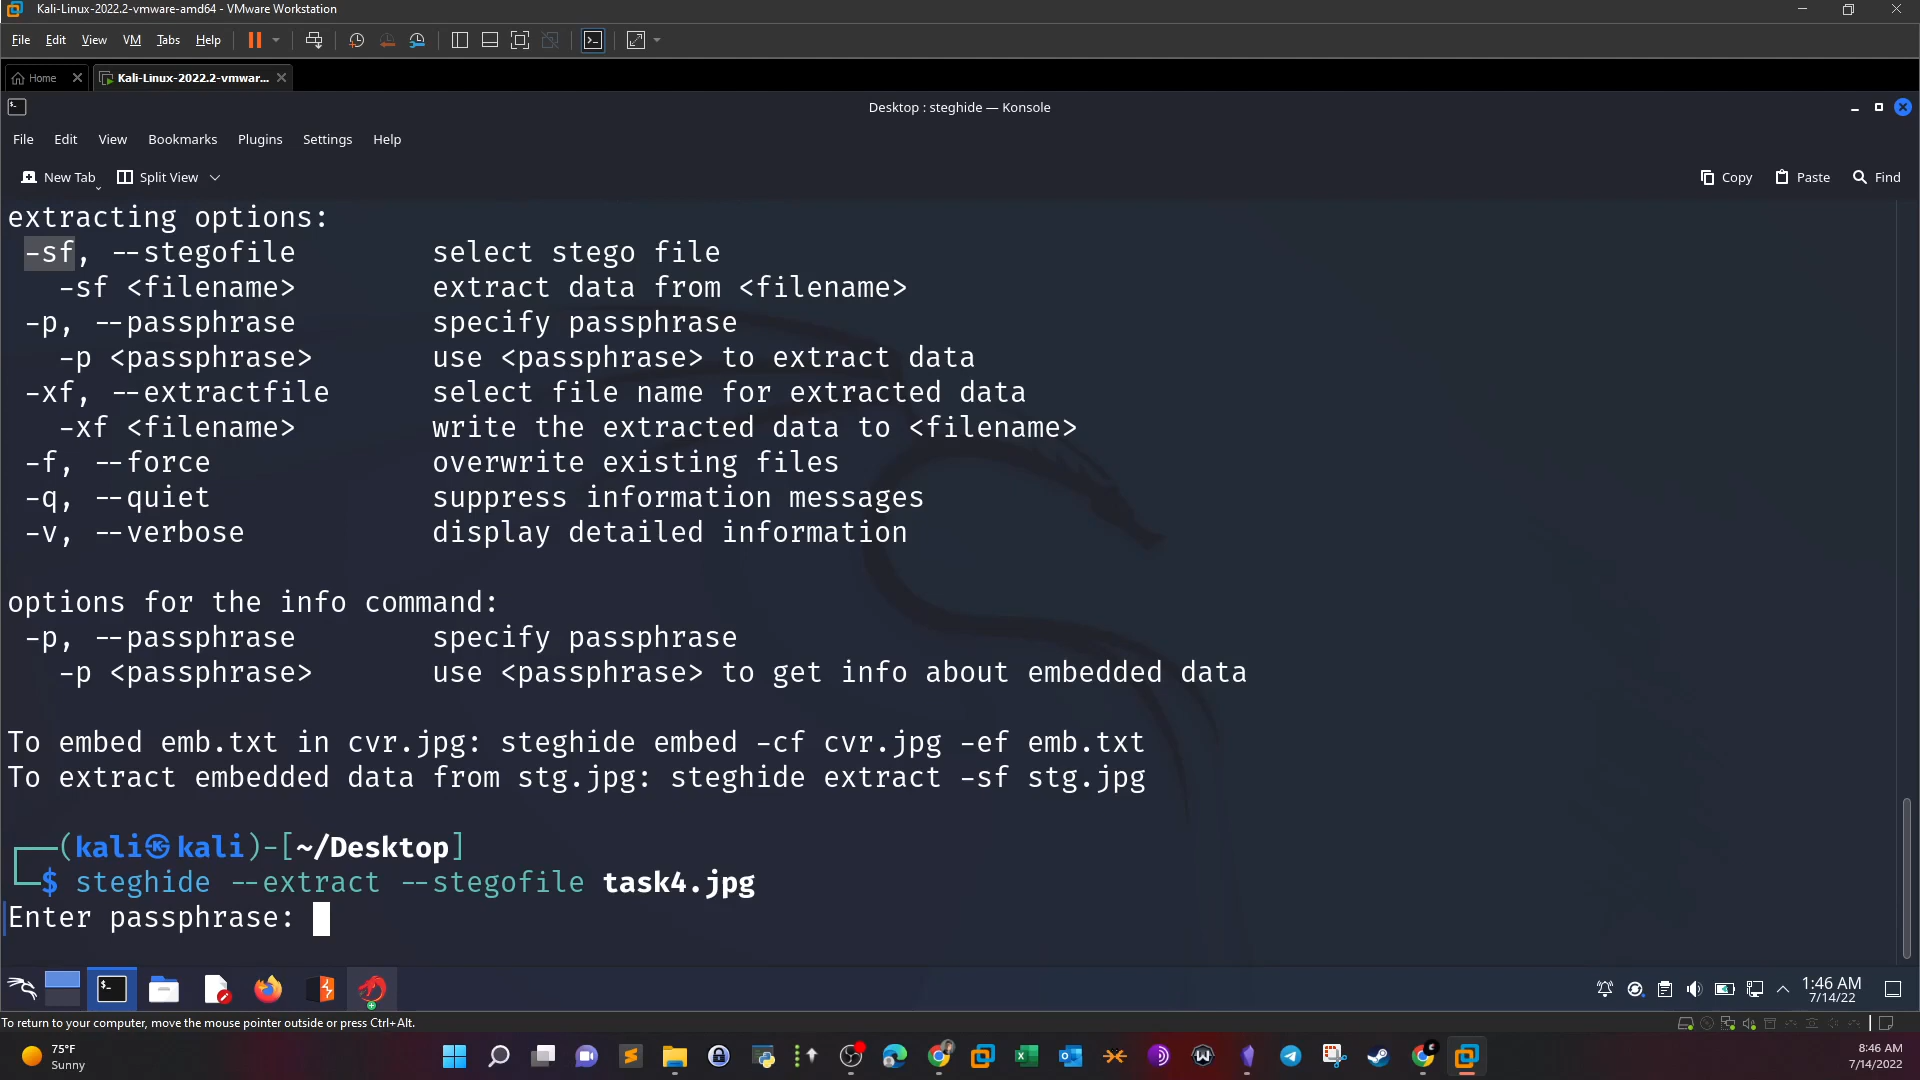 Kali-Linux-2022.2-vmware-amd64 - VMware Workstation
File Edit View VM Tabs Help
Home
Kali-Linux-2022.2-vmwar...
Desktop : steghide — Konsole
File Edit View Bookmarks Plugins Settings Help
New Tab Split View Copy Paste Find
extracting options:
-sf, --stegofile select stego file
-sf <filename> extract data from <filename>
-p, --passphrase specify passphrase
-p <passphrase> use <passphrase> to extract data
-xf, --extractfile select file name for extracted data
-xf <filename> write the extracted data to <filename>
-f, --force overwrite existing files
-q, --quiet suppress information messages
-v, --verbose display detailed information
options for the info command:
-p, --passphrase specify passphrase
-p <passphrase> use <passphrase> to get info about embedded data
To embed emb.txt in cvr.jpg: steghide embed -cf cvr.jpg -ef emb.txt
To extract embedded data from stg.jpg: steghide extract -sf stg.jpg
┌──(kali㉿kali)-[~/Desktop]
└─$ steghide --extract --stegofile task4.jpg
Enter passphrase:
1:46 AM
7/14/22
To return to your computer, move the mouse pointer outside or press Ctrl+Alt.
75°F
Sunny
8:46 AM
7/14/2022